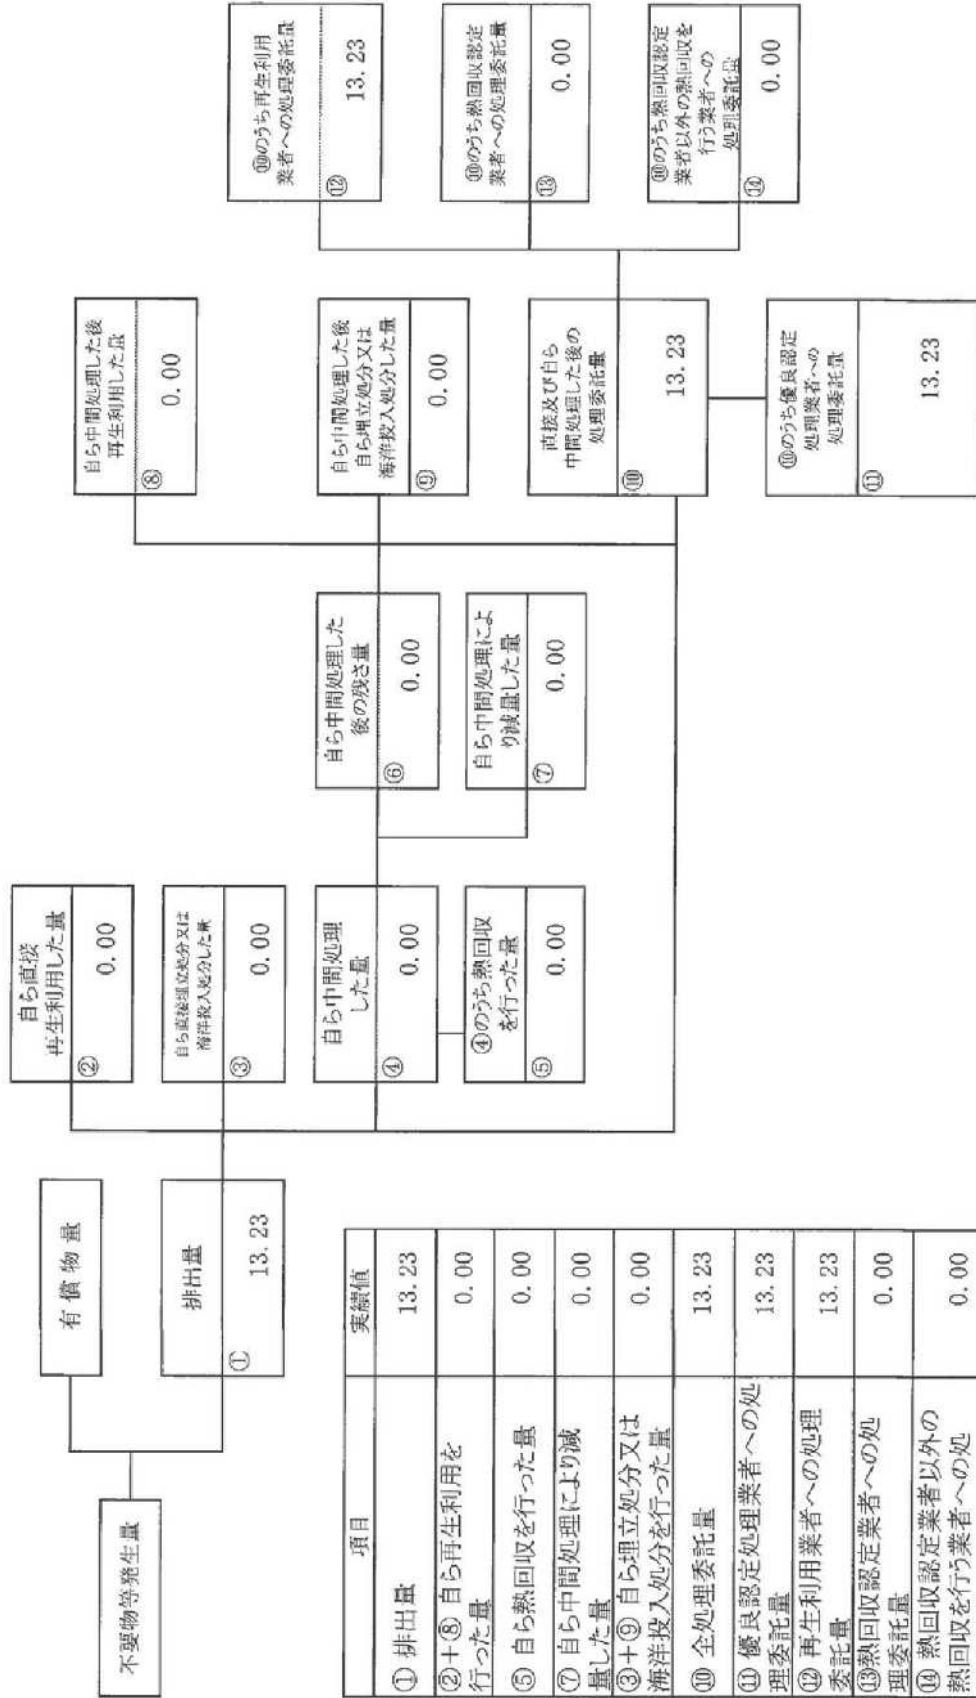 不要物等発生量
有償物量
排出量
①
13.23
自ら直接
再生利用した量
②
0.00
自ら直接埋立処分又は
海洋投入処分した量
③
0.00
自ら中間処理
した量
④
0.00
④のうち熱回収
を行った量
⑤
0.00
自ら中間処理した
後の残さ量
⑥
0.00
自ら中間処理によ
り減量した量
⑦
0.00
自ら中間処理した後
再生利用した量
⑧
0.00
自ら中間処理した後
自ら埋立処分又は
海洋投入処分した量
⑨
0.00
直接及び自ら
中間処理した後の
処理委託量
⑩
13.23
⑩のうち優良認定
処理業者への
処理委託量
⑪
13.23
⑩のうち再生利用
業者への処理委託量
⑫
13.23
⑩のうち熱回収認定
業者への処理委託量
⑬
0.00
⑩のうち熱回収認定
業者以外の熱回収を
行う業者への
処理委託量
⑭
0.00
項目 実績値
① 排出量 13.23
②+⑧ 自ら再生利用を
行った量 0.00
⑤ 自ら熱回収を行った量 0.00
⑦ 自ら中間処理により減
量した量 0.00
③+⑨ 自ら埋立処分又は
海洋投入処分を行った量 0.00
⑩ 全処理委託量 13.23
⑪ 優良認定処理業者への処
理委託量 13.23
⑫ 再生利用業者への処理
委託量 13.23
⑬熱回収認定業者への処
理委託量 0.00
⑭ 熱回収認定業者以外の
熱回収を行う業者への処 0.00